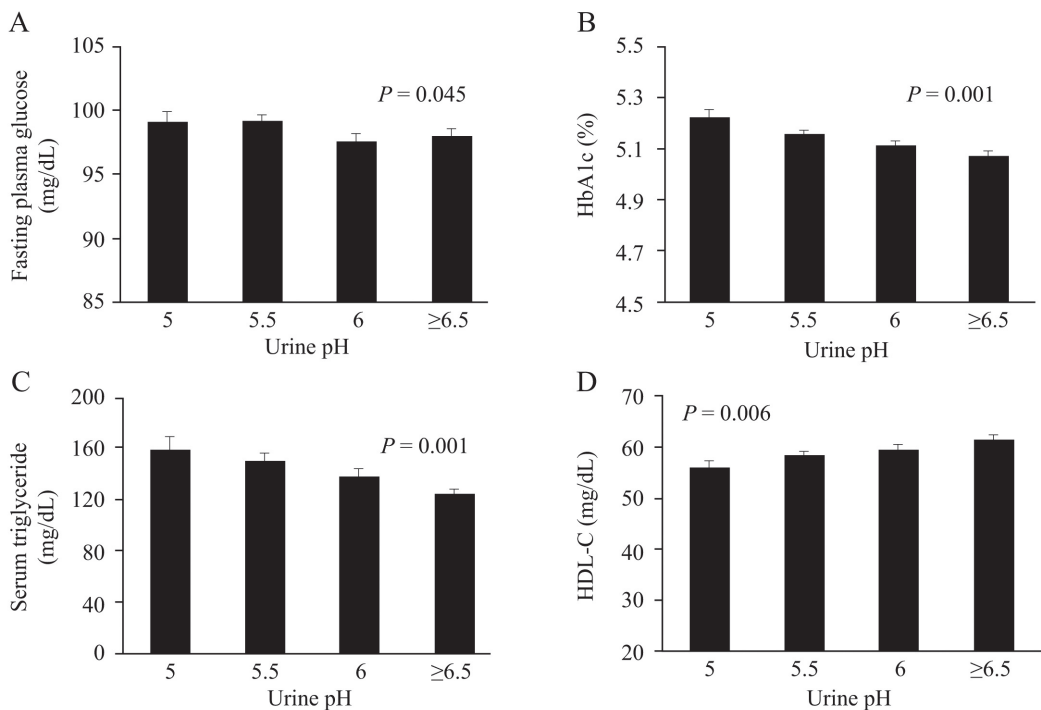 A
Fasting plasma glucose
(mg/dL)
105
100
95
90
85
P = 0.045
5 5.5 6 ≥6.5
Urine pH
B
HbA1c (%)
5.5
5.3
5.1
4.9
4.7
4.5
P = 0.001
5 5.5 6 ≥6.5
Urine pH
C
Serum triglyceride
(mg/dL)
200
160
120
80
40
0
P = 0.001
5 5.5 6 ≥6.5
Urine pH
D
HDL-C (mg/dL)
70
60
50
40
30
20
P = 0.006
5 5.5 6 ≥6.5
Urine pH